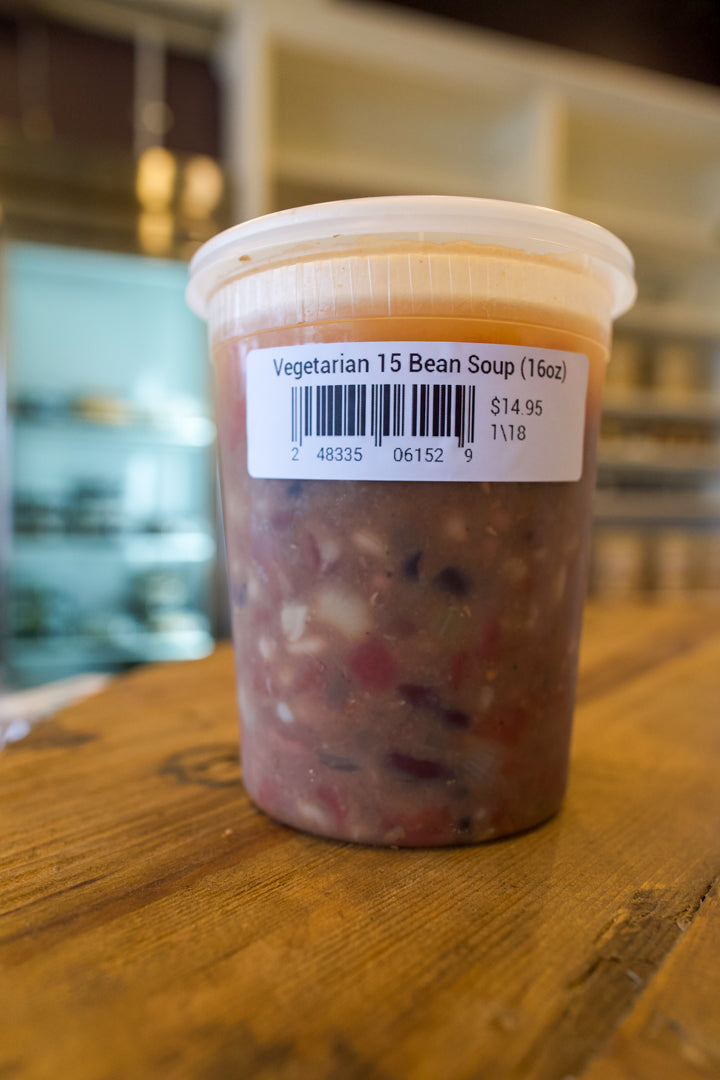 Vegetarian 15 Bean Soup (16oz)
$14.95
1\18
2 48335 06152 9